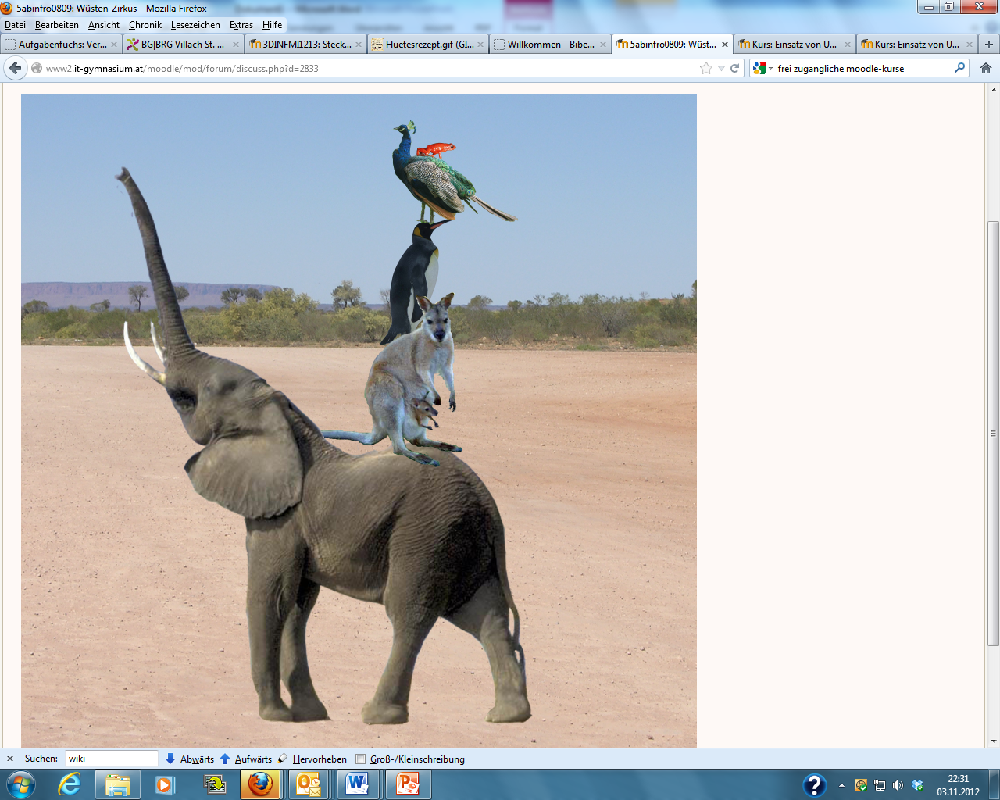 5abinfro0809: Wüsten-Zirkus - Mozilla Firefox
Datei Bearbeiten Ansicht Chronik Lesezeichen Extras Hilfe
Aufgabenfuchs: Ver... BG|BRG Villach St. ... 3DINFMI1213: Steck... Huetesrezept.gif (GI... Willkommen - Bibe... 5abinfro0809: Wüst... Kurs: Einsatz von U... Kurs: Einsatz von U...
www2.it-gymnasium.at/moodle/mod/forum/discuss.php?d=2833 frei zugängliche moodle-kurse
Suchen: wiki Abwärts Aufwärts Hervorheben Groß-/Kleinschreibung
22:31
03.11.2012